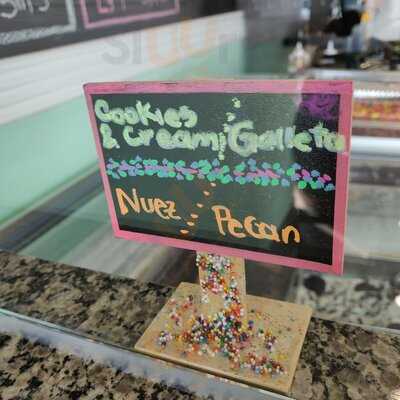 Cookies
& Cream Galleta
Nuez Pecan